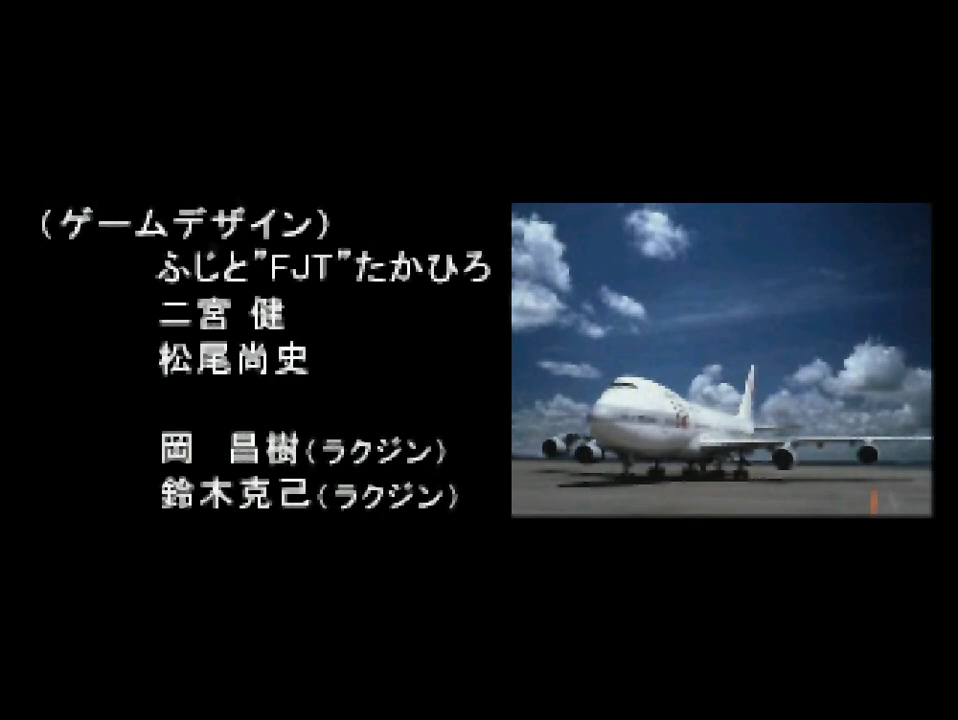 （ゲームデザイン）
ふじと”FJT”たかひろ
二宮 健
松尾尚史
岡　昌樹（ラクジン）
鈴木克己（ラクジン）